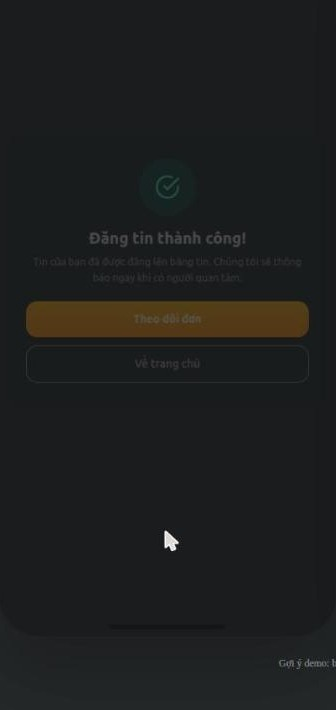 Đăng tin thành công!
Tin của bạn đã được đăng lên bảng tin. Chúng tôi sẽ thông
báo ngay khi có người quan tâm.
Theo dõi đơn
Về trang chủ
Gợi ý demo: